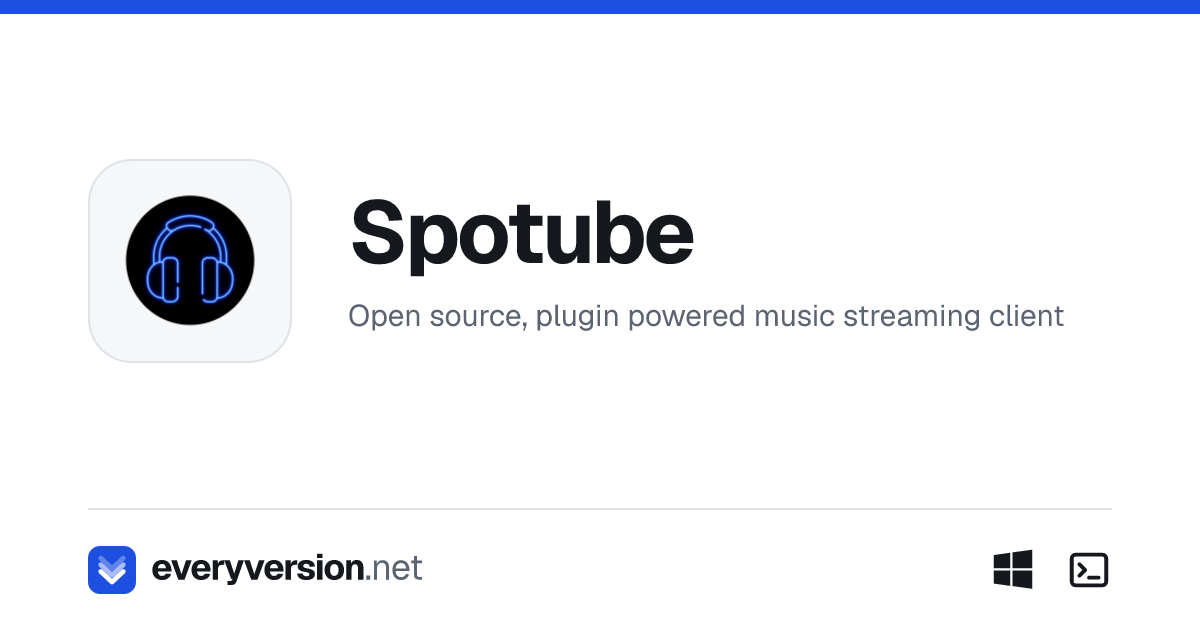 Spotube
Open source, plugin powered music streaming client
everyversion.net